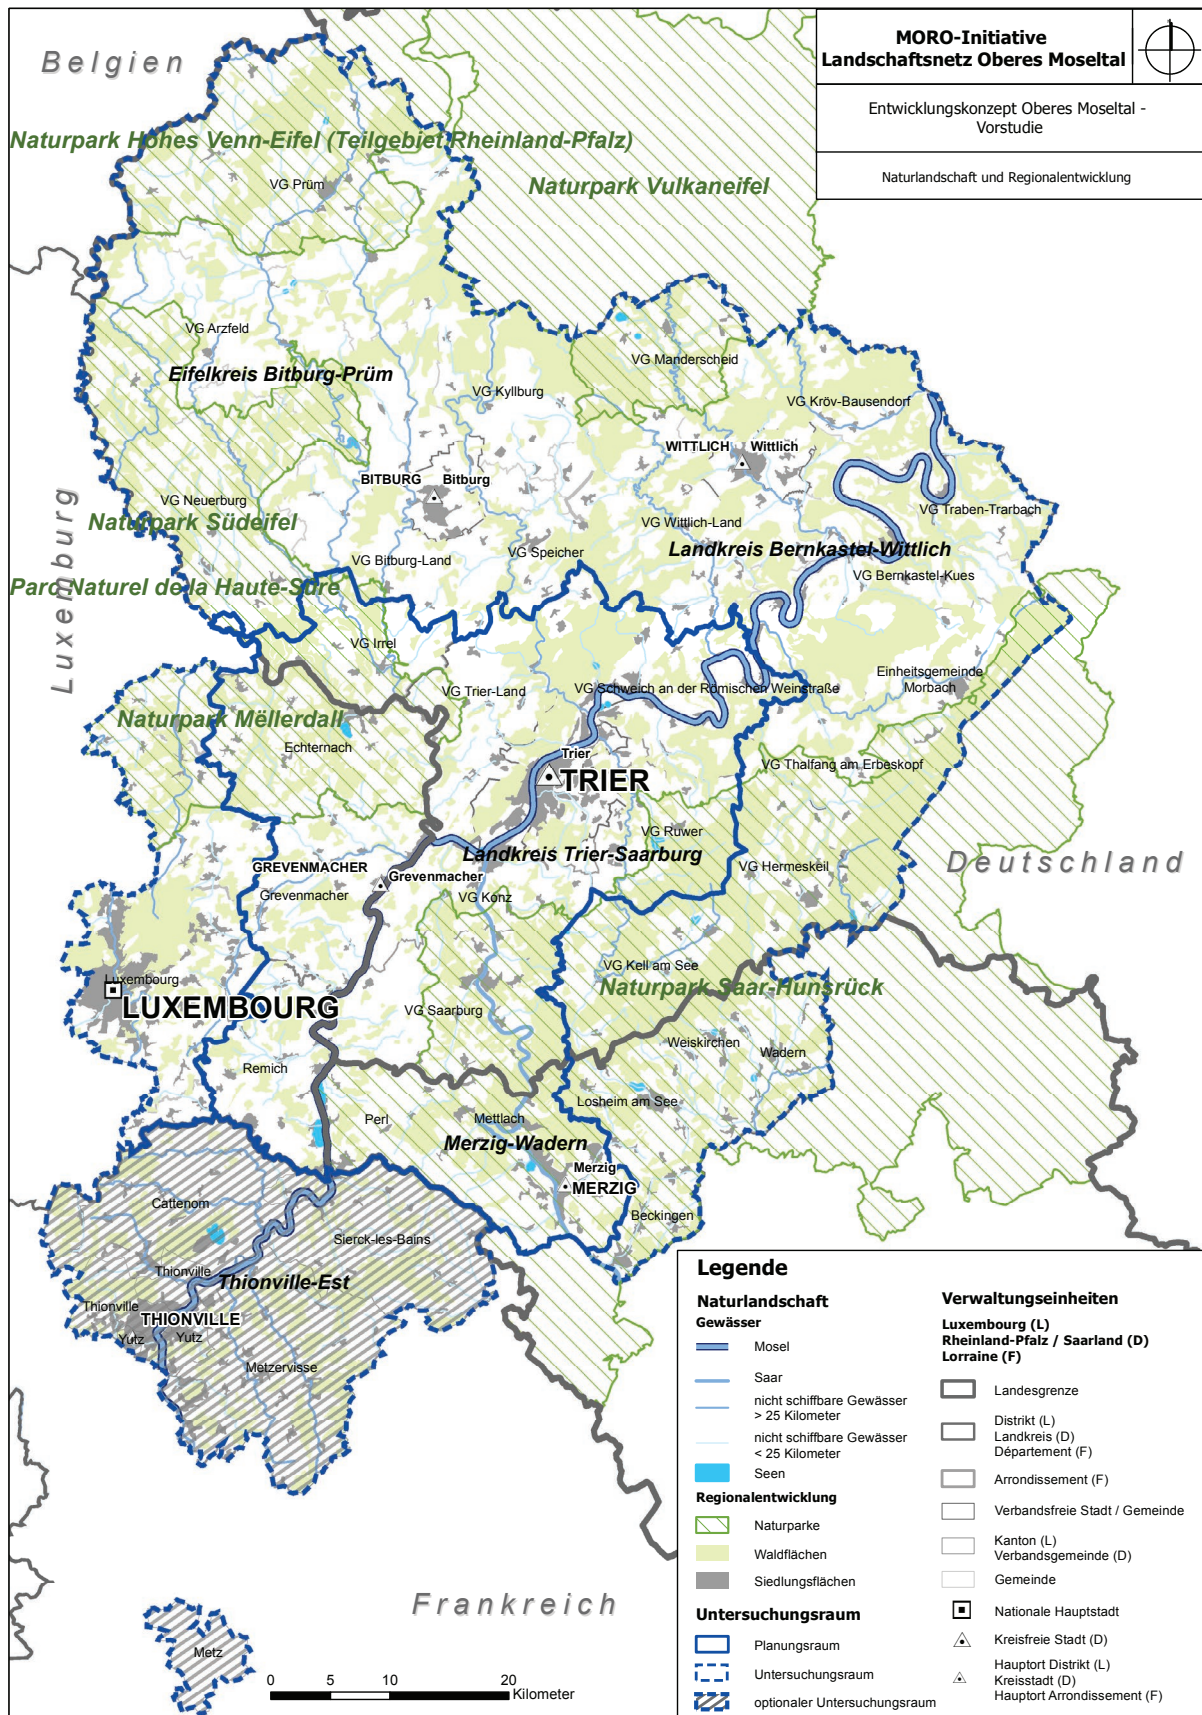 MORO-Initiative
Landschaftsnetz Oberes Moseltal
Entwicklungskonzept Oberes Moseltal -
Vorstudie
Naturlandschaft und Regionalentwicklung
Belgien
Naturpark Hohes Venn-Eifel (Teilgebiet Rheinland-Pfalz)
VG Prüm
Naturpark Vulkaneifel
VG Arzfeld
VG Manderscheid
Eifelkreis Bitburg-Prüm
VG Kyllburg
VG Kröv-Bausendorf
WITTLICH
Wittlich
BITBURG
Bitburg
Luxemburg
VG Neuerburg
VG Traben-Trarbach
Naturpark Südeifel
VG Wittlich-Land
VG Bitburg-Land
VG Speicher
Landkreis Bernkastel-Wittlich
VG Bernkastel-Kues
Parc Naturel de la Haute-Sûre
VG Irrel
Einheitsgemeinde
Morbach
VG Trier-Land
VG Schweich an der Römischen Weinstraße
Naturpark Mëllerdall
Echternach
Trier
TRIER
VG Thalfang am Erbeskopf
VG Ruwer
Landkreis Trier-Saarburg
Deutschland
GREVENMACHER
Grevenmacher
Grevenmacher
VG Konz
VG Hermeskeil
VG Kell am See
Luxembourg
LUXEMBOURG
Naturpark Saar-Hunsrück
VG Saarburg
Weiskirchen
Wadern
Remich
Losheim am See
Perl
Mettlach
Merzig-Wadern
Merzig
MERZIG
Cattenom
Beckingen
Sierck-les-Bains
Thionville
Thionville-Est
Thionville
THIONVILLE
Yutz
Yutz
Metzervisse
Frankreich
Metz
0
5
10
20
Kilometer
Legende
Naturlandschaft
Gewässer
Mosel
Saar
nicht schiffbare Gewässer
> 25 Kilometer
nicht schiffbare Gewässer
< 25 Kilometer
Seen
Regionalentwicklung
Naturparke
Waldflächen
Siedlungsflächen
Untersuchungsraum
Planungsraum
Untersuchungsraum
optionaler Untersuchungsraum
Verwaltungseinheiten
Luxembourg (L)
Rheinland-Pfalz / Saarland (D)
Lorraine (F)
Landesgrenze
Distrikt (L)
Landkreis (D)
Département (F)
Arrondissement (F)
Verbandsfreie Stadt / Gemeinde
Kanton (L)
Verbandsgemeinde (D)
Gemeinde
Nationale Hauptstadt
Kreisfreie Stadt (D)
Hauptort Distrikt (L)
Kreisstadt (D)
Hauptort Arrondissement (F)